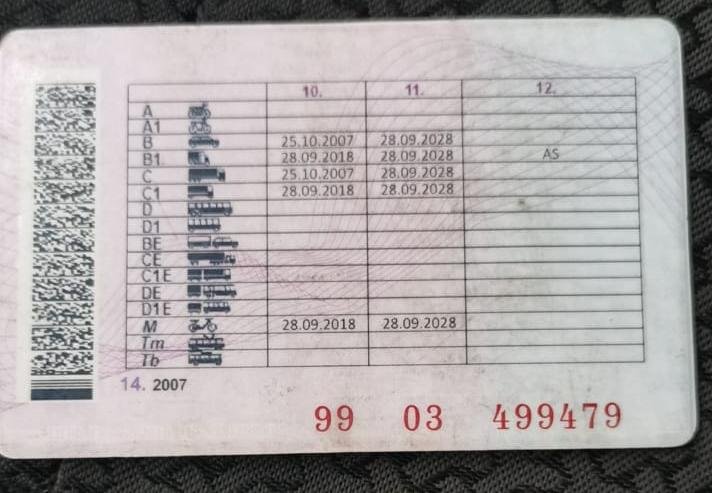 10. 11. 12.
A
A1
B 25.10.2007 28.09.2028
B1 28.09.2018 28.09.2028 AS
C 25.10.2007 28.09.2028
C1 28.09.2018 28.09.2028
D
D1
BE
CE
C1E
DE
D1E
M 28.09.2018 28.09.2028
Tm
Tb
14. 2007
99 03 499479